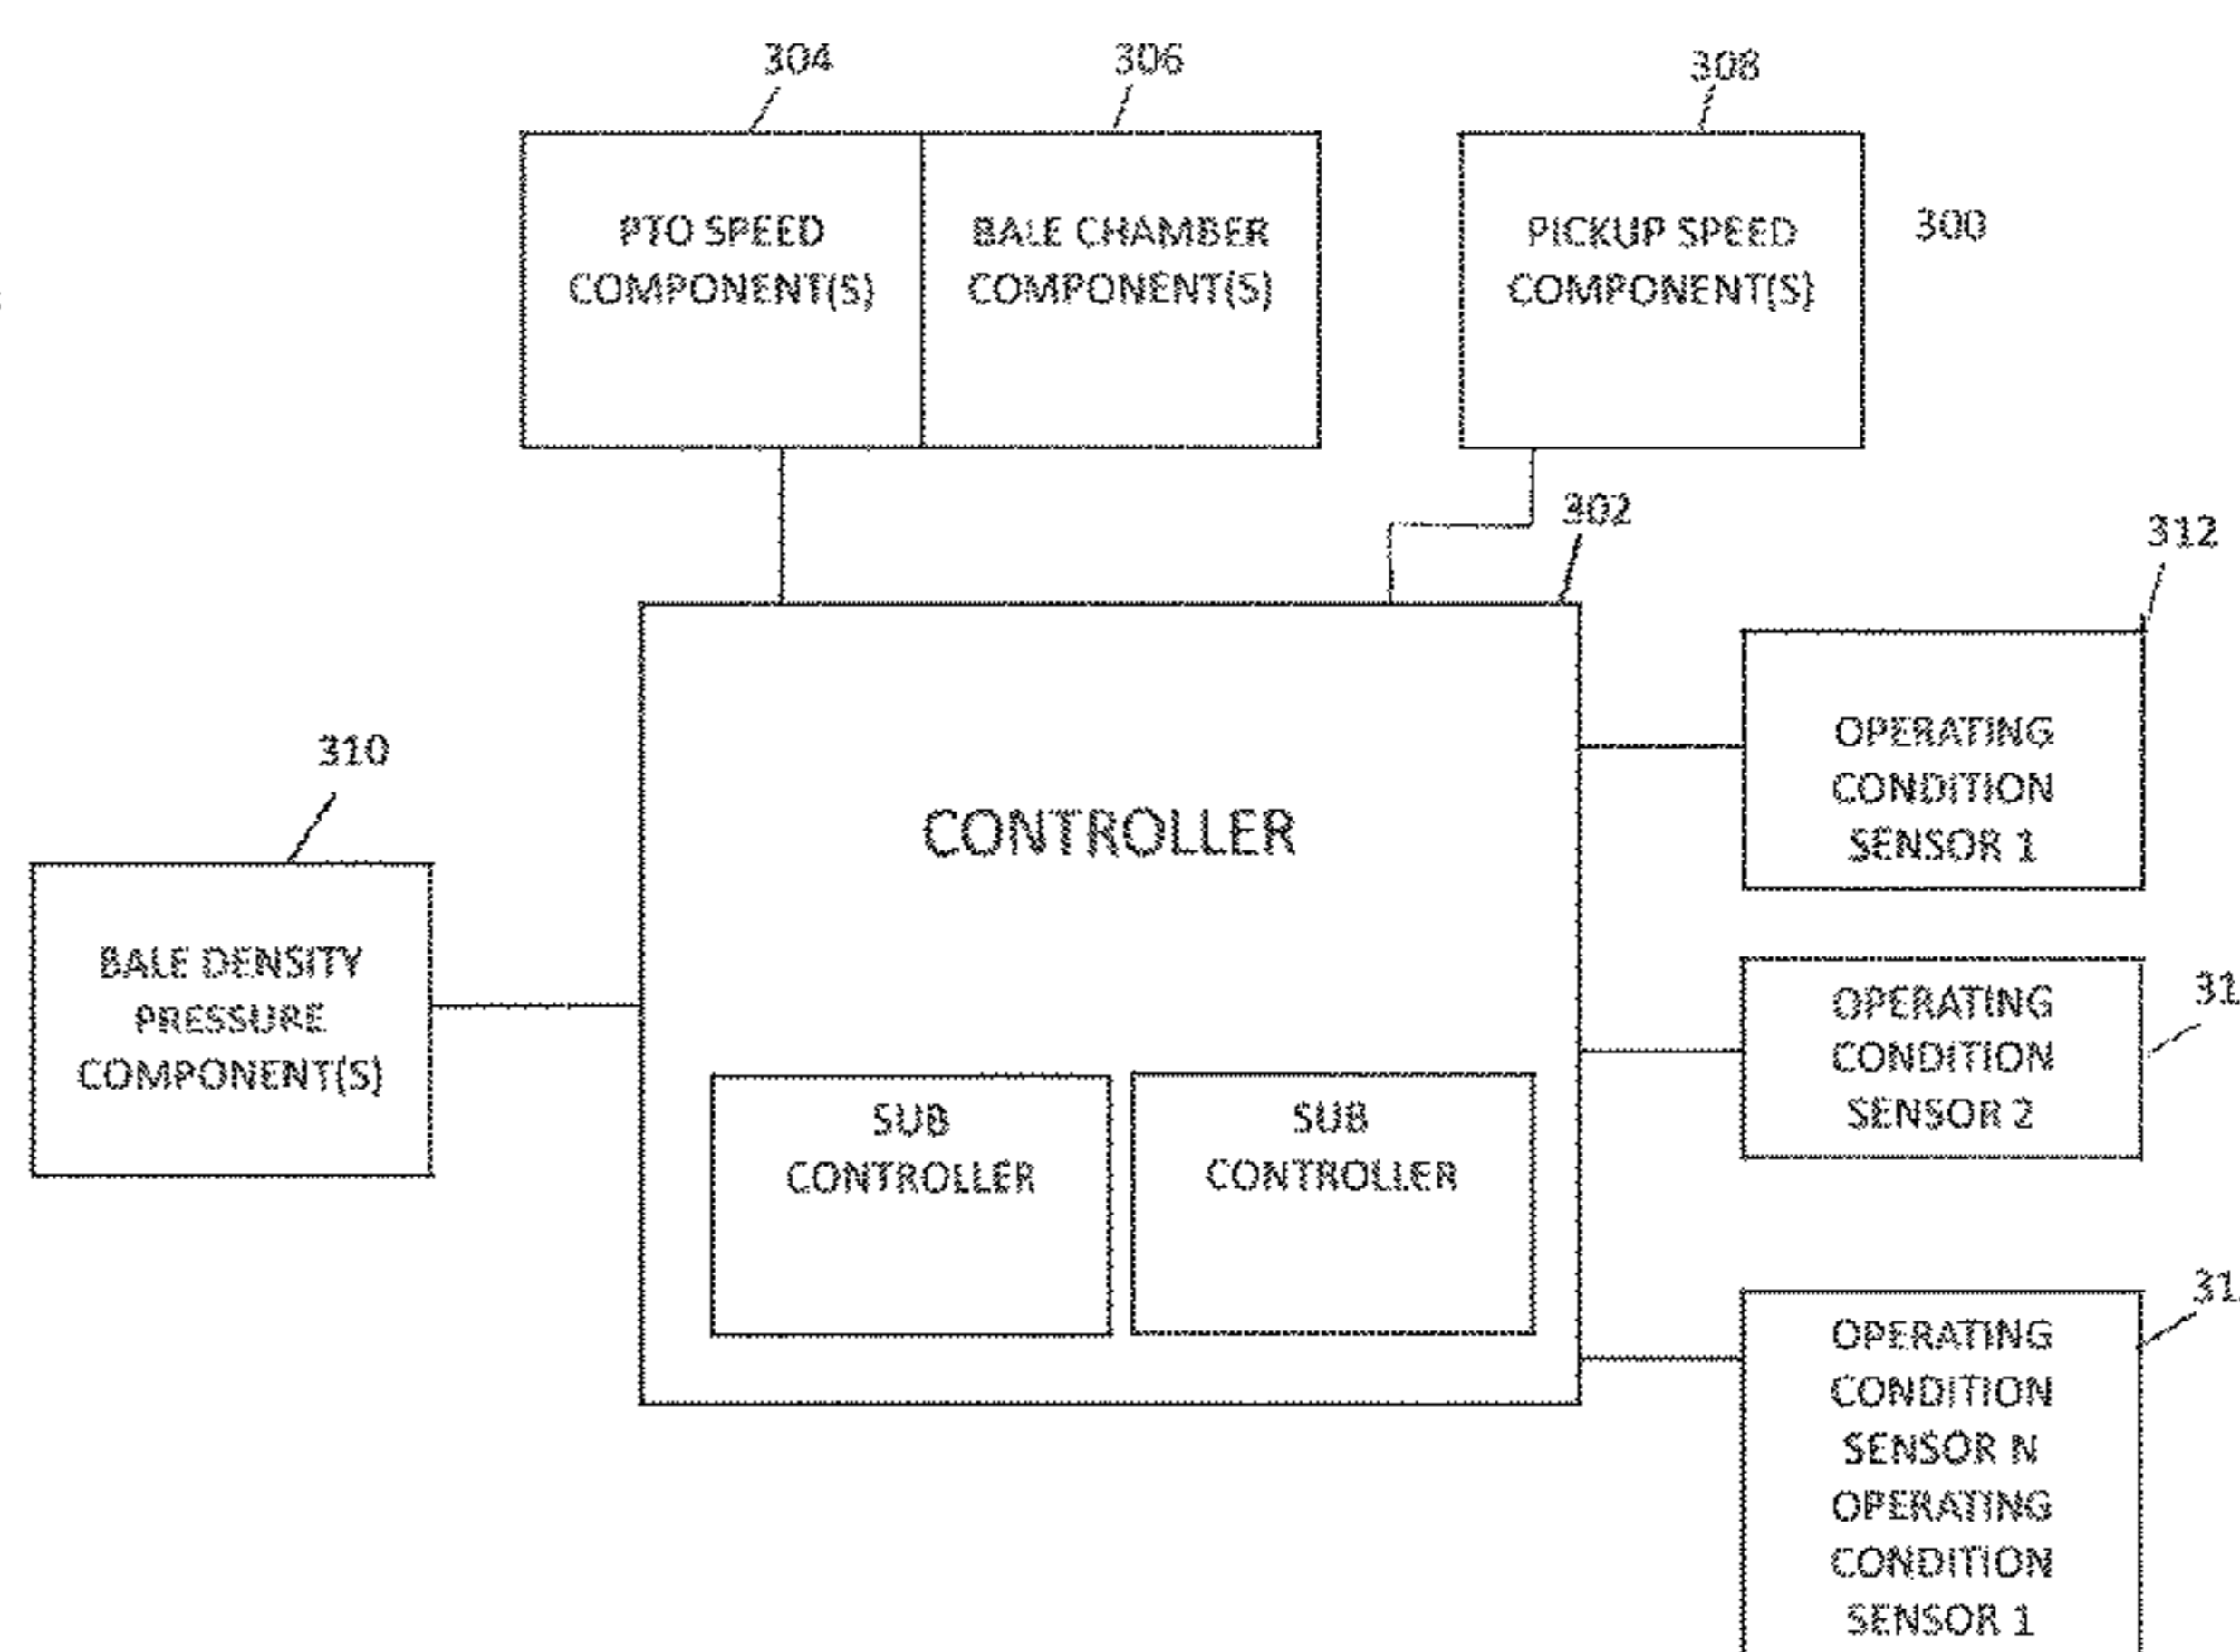 304
306
308
PTO SPEED
COMPONENT(S)
BALE CHAMBER
COMPONENT(S)
PICKUP SPEED
COMPONENT(S)
300
302
312
OPERATING
CONDITION
SENSOR 1
310
BALE DENSITY
PRESSURE
COMPONENT(S)
CONTROLLER
OPERATING
CONDITION
SENSOR 2
31
SUB
CONTROLLER
SUB
CONTROLLER
31
OPERATING
CONDITION
SENSOR N
OPERATING
CONDITION
SENSOR 1